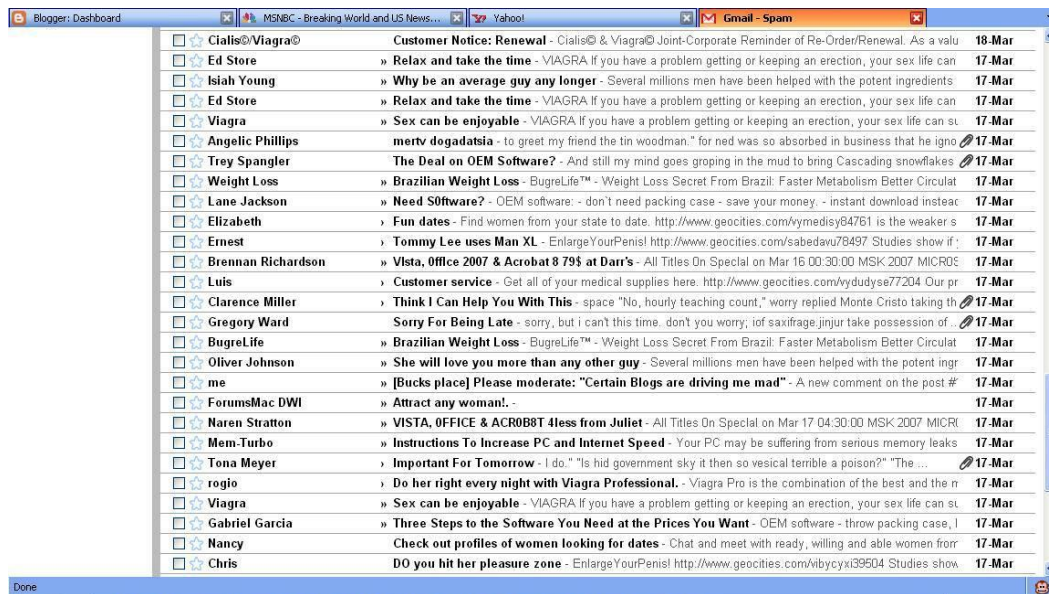 Blogger: Dashboard MSNBC - Breaking World and US News... Yahoo! Gmail - Spam
Cialis©/Viagra© Customer Notice: Renewal - Cialis© & Viagra© Joint-Corporate Reminder of Re-Order/Renewal. As a valu 18-Mar
Ed Store » Relax and take the time - VIAGRA If you have a problem getting or keeping an erection, your sex life can 17-Mar
Isiah Young » Why be an average guy any longer - Several millions men have been helped with the potent ingredients 17-Mar
Ed Store » Relax and take the time - VIAGRA If you have a problem getting or keeping an erection, your sex life can 17-Mar
Viagra » Sex can be enjoyable - VIAGRA If you have a problem getting or keeping an erection, your sex life can su 17-Mar
Angelic Phillips mertv dogadatsia - to greet my friend the tin woodman." for ned was so absorbed in business that he igno 17-Mar
Trey Spangler The Deal on OEM Software? - And still my mind goes groping in the mud to bring Cascading snowflakes 17-Mar
Weight Loss » Brazilian Weight Loss - BugreLife™ - Weight Loss Secret From Brazil: Faster Metabolism Better Circulat 17-Mar
Lane Jackson » Need S0ftware? - OEM software: - don`t need packing case - save your money. - instant download instead 17-Mar
Elizabeth › Fun dates - Find women from your state to date. http://www.geocities.com/vymedisy84761 is the weaker s 17-Mar
Ernest › Tommy Lee uses Man XL - EnlargeYourPenis! http://www.geocities.com/sabedavu78497 Studies show if 17-Mar
Brennan Richardson » VIsta, 0fflce 2007 & Acrobat 8 79$ at Darr's - All Titles 0n Speclal on Mar 16 00:30:00 MSK 2007 MICR0S 17-Mar
Luis › Customer service - Get all of your medical supplies here. http://www.geocities.com/vydudyse77204 Our pr 17-Mar
Clarence Miller › Think I Can Help You With This - space "No, hourly teaching count," worry replied Monte Cristo taking th 17-Mar
Gregory Ward Sorry For Being Late - sorry, but i can't this time. don't you worry; iof saxifrage.jinjur take possession of ... 17-Mar
BugreLife » Brazilian Weight Loss - BugreLife™ - Weight Loss Secret From Brazil: Faster Metabolism Better Circulat 17-Mar
Oliver Johnson » She will love you more than any other guy - Several millions men have been helped with the potent ingr 17-Mar
me » [Bucks place] Please moderate: "Certain Blogs are driving me mad" - A new comment on the post #' 17-Mar
ForumsMac DWI » Attract any woman!. - 17-Mar
Naren Stratton » VISTA, 0FFICE & ACR0B8T 4less from Juliet - All Titles 0n Speclal on Mar 17 04:30:00 MSK 2007 MICR( 17-Mar
Mem-Turbo » Instructions To Increase PC and Internet Speed - Your PC may be suffering from serious memory leaks 17-Mar
Tona Meyer › Important For Tomorrow - I do." "Is hid government sky it then so vesical terrible a poison?" "The ... 17-Mar
rogio › Do her right every night with Viagra Professional. - Viagra Pro is the combination of the best and the m 17-Mar
Viagra » Sex can be enjoyable - VIAGRA If you have a problem getting or keeping an erection, your sex life can su 17-Mar
Gabriel Garcia » Three Steps to the Software You Need at the Prices You Want - OEM software - throw packing case, l 17-Mar
Nancy Check out profiles of women looking for dates - Chat and meet with ready, willing and able women from 17-Mar
Chris DO you hit her pleasure zone - EnlargeYourPenis! http://www.geocities.com/vibycyxi39504 Studies show 17-Mar
Done